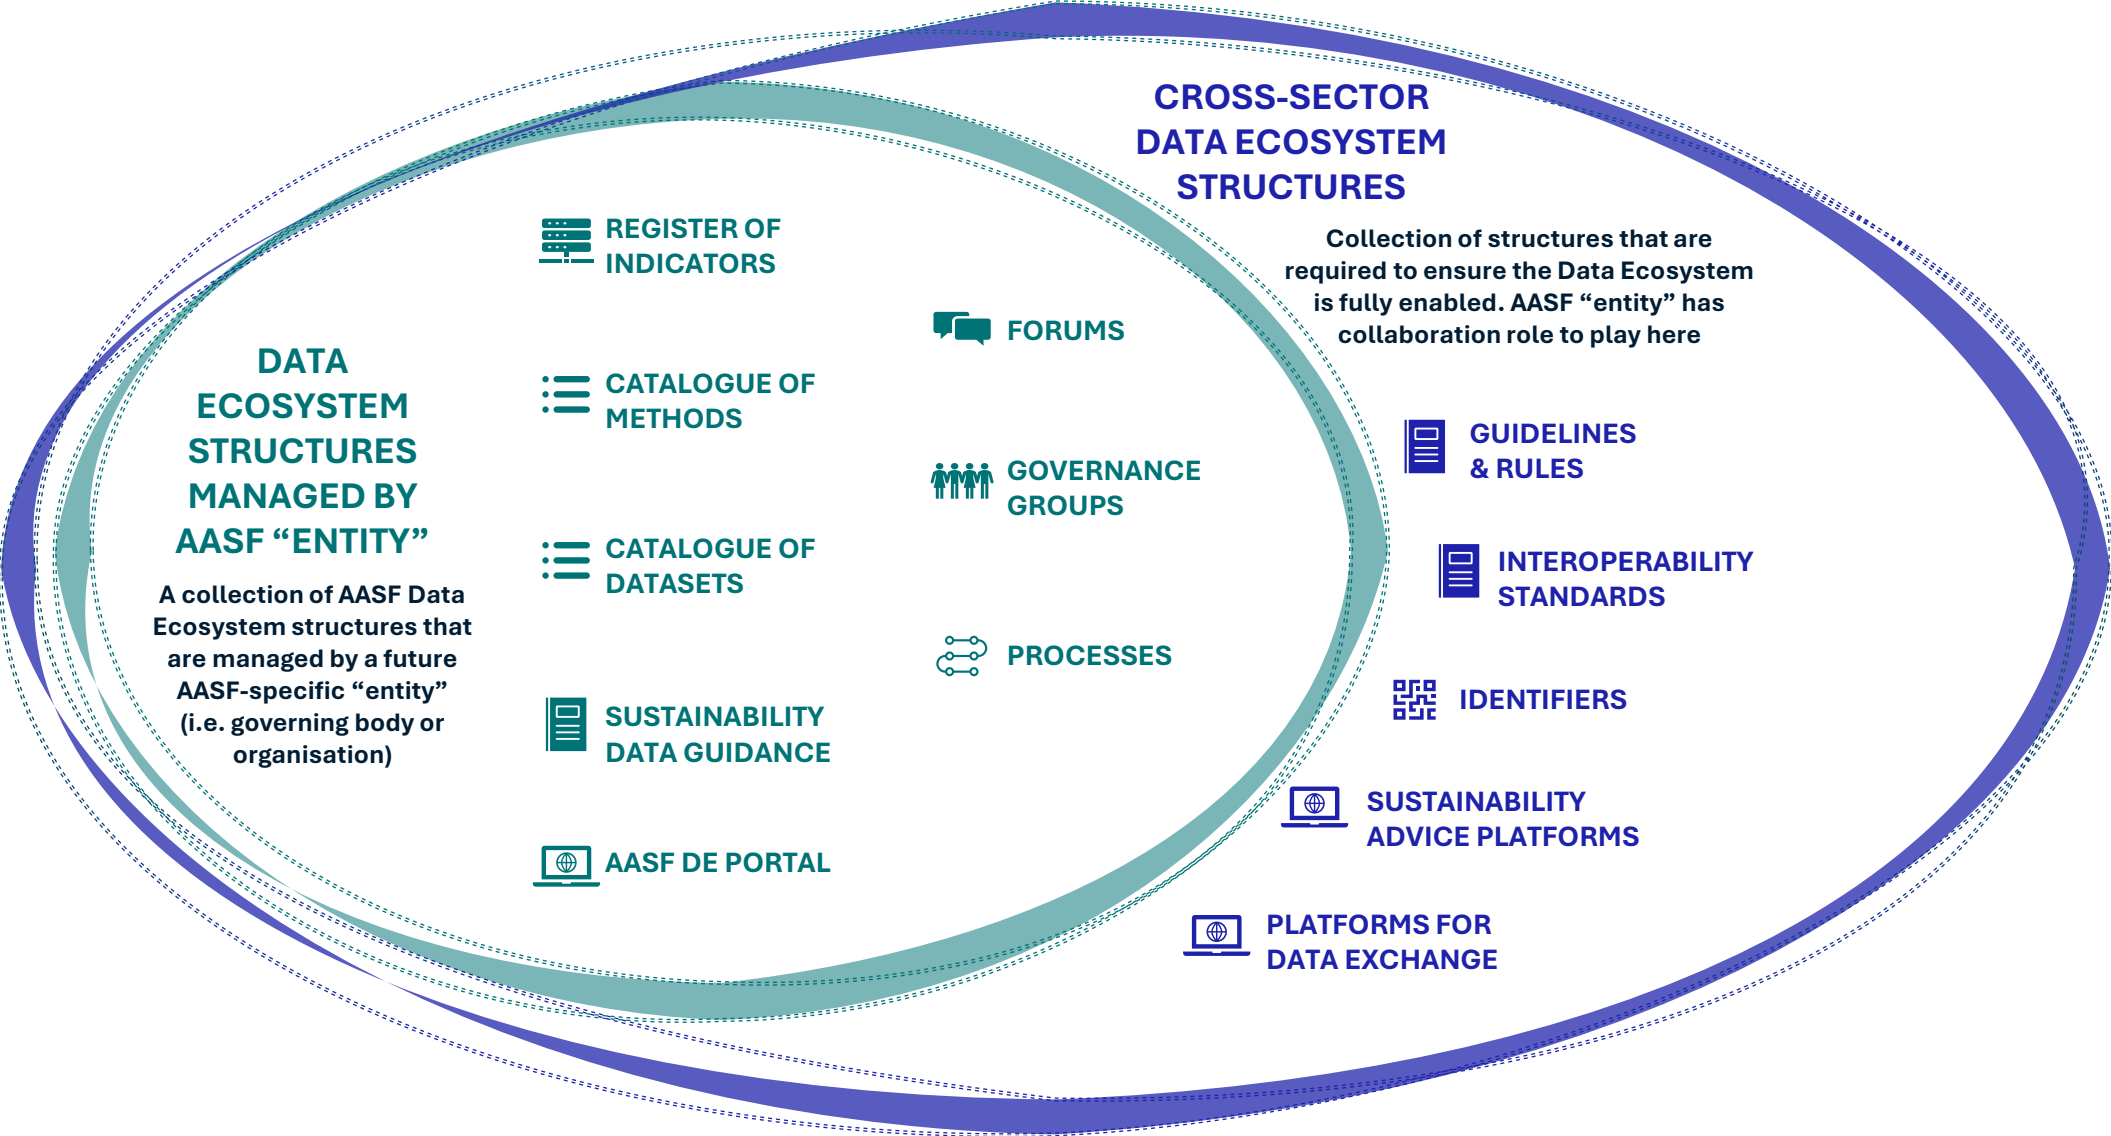 CROSS-SECTOR
DATA ECOSYSTEM
STRUCTURES
Collection of structures that are
required to ensure the Data Ecosystem
is fully enabled. AASF “entity” has
collaboration role to play here
DATA
ECOSYSTEM
STRUCTURES
MANAGED BY
AASF “ENTITY”
A collection of AASF Data
Ecosystem structures that
are managed by a future
AASF-specific “entity”
(i.e. governing body or
organisation)
REGISTER OF
INDICATORS
CATALOGUE OF
METHODS
CATALOGUE OF
DATASETS
SUSTAINABILITY
DATA GUIDANCE
AASF DE PORTAL
FORUMS
GOVERNANCE
GROUPS
PROCESSES
GUIDELINES
& RULES
INTEROPERABILITY
STANDARDS
IDENTIFIERS
SUSTAINABILITY
ADVICE PLATFORMS
PLATFORMS FOR
DATA EXCHANGE